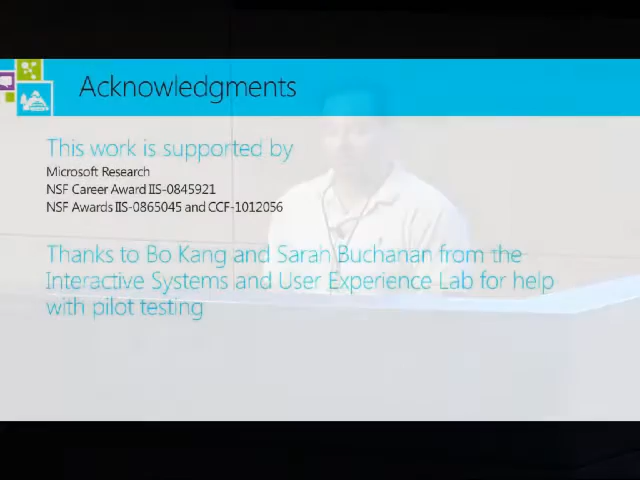 Acknowledgments
This work is supported by
Microsoft Research
NSF Career Award IIS-0845921
NSF Awards IIS-0865045 and CCF-1012056
Thanks to Bo Kang and Sarah Buchanan from the
Interactive Systems and User Experience Lab for help
with pilot testing